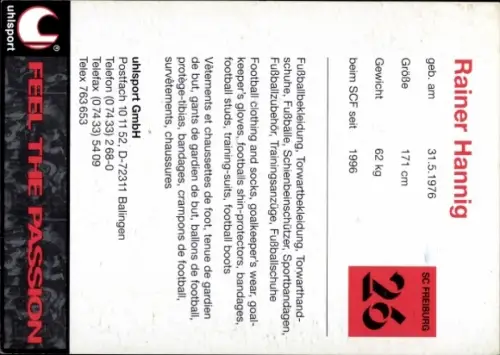 Rainer Hannig
geb. am 31.5.1976
Größe 171 cm
Gewicht 62 kg
beim SCF seit 1996
SC FREIBURG
26
Fußballbekleidung, Torwartbekleidung, Torwarthand-
schuhe, Fußbälle, Schienbeinschützer, Sportbandagen,
Fußballzubehör, Trainingsanzüge, Fußballschuhe
Football clothing and socks, goalkeeper's wear, goal-
keeper's gloves, footballs shin-protectors, bandages,
football studs, training-suits, football boots
Vêtements et chaussettes de foot, tenue de gardien
de but, gants de gardien de but, ballons de football,
protège-tibias, bandages, crampons de football,
survêtements, chaussures
uhlsport GmbH
Postfach 10 11 52, D-72311 Balingen
Telefon (0 74 33) 2 68-0
Telefax (0 74 33) 54 09
Telex 763 653
uhlsport
®
FEEL THE PASSION